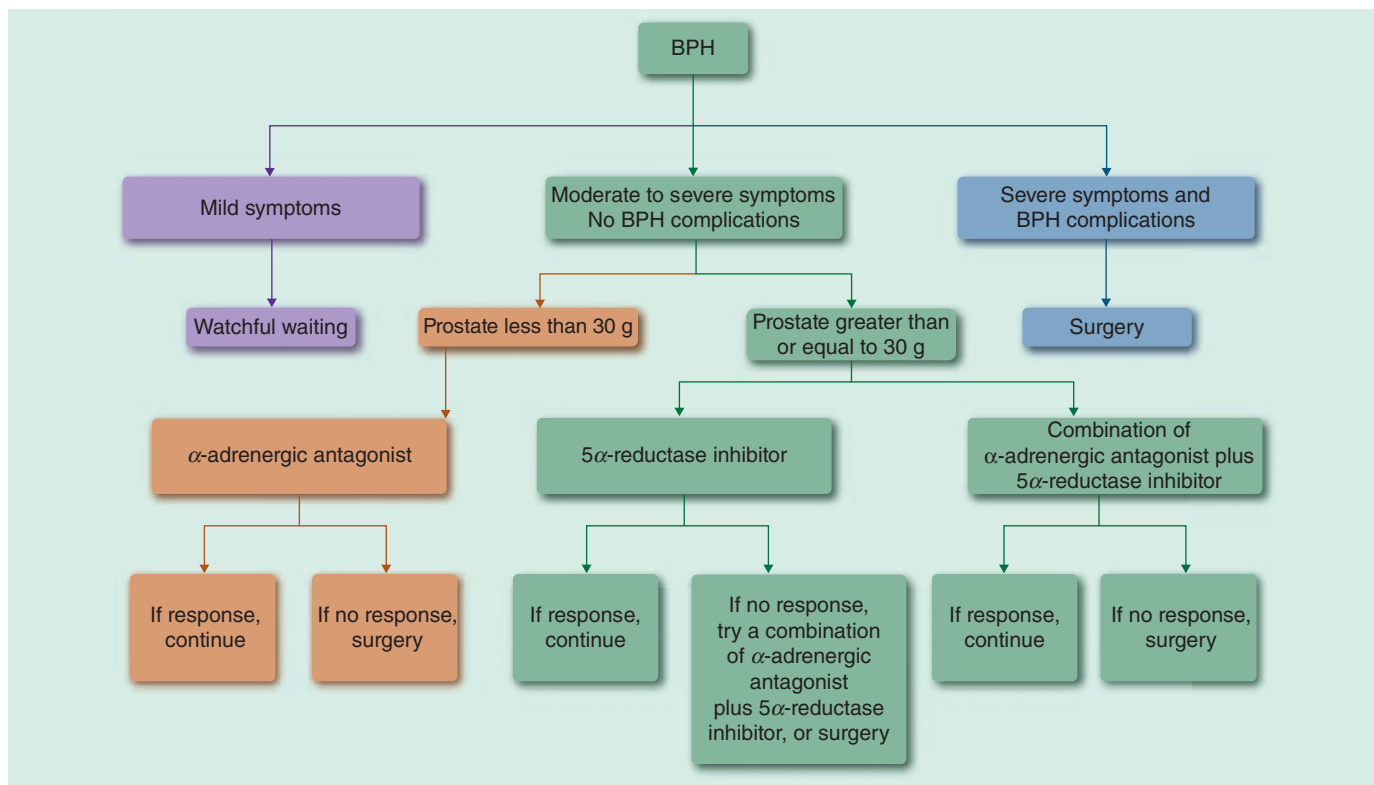 BPH
Mild symptoms
Moderate to severe symptoms
No BPH complications
Severe symptoms and
BPH complications
Watchful waiting
Prostate less than 30 g
Prostate greater than
or equal to 30 g
Surgery
α-adrenergic antagonist
5α-reductase inhibitor
Combination of
α-adrenergic antagonist plus
5α-reductase inhibitor
If response,
continue
If no response,
surgery
If response,
continue
If no response,
try a combination
of α-adrenergic
antagonist
plus 5α-reductase
inhibitor, or surgery
If response,
continue
If no response,
surgery